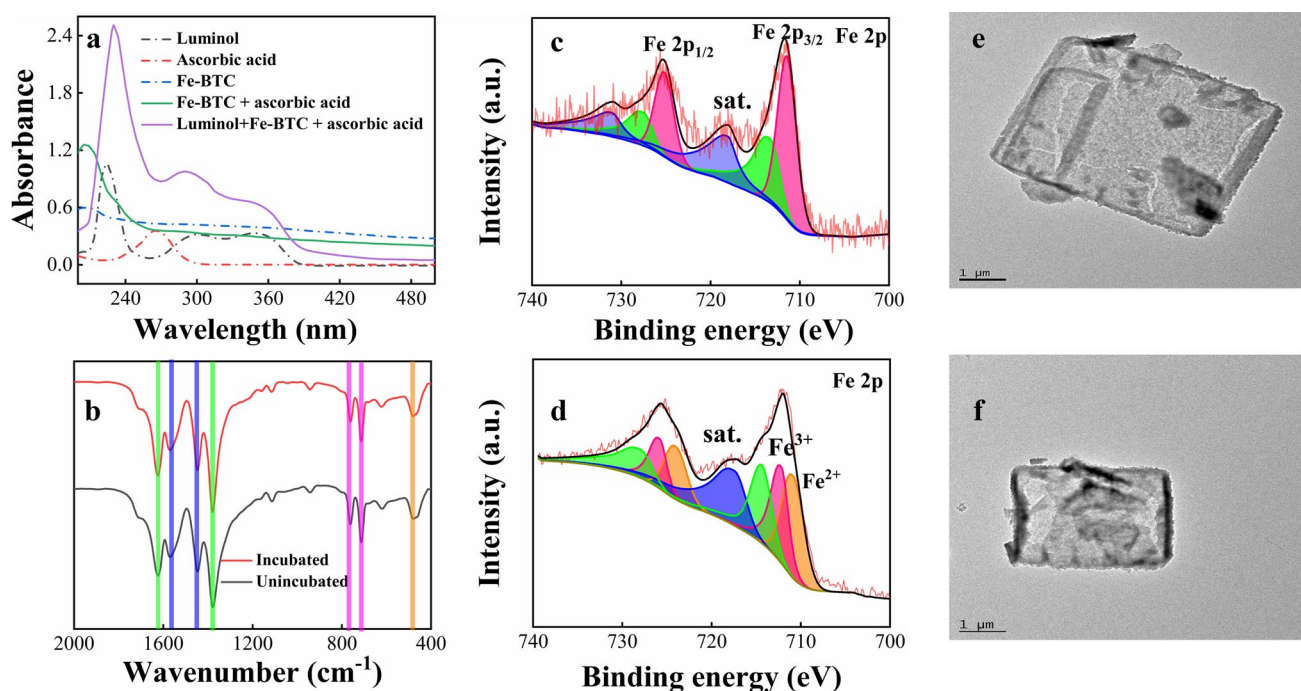 a
Luminol
Ascorbic acid
Fe-BTC
Fe-BTC + ascorbic acid
Luminol+Fe-BTC + ascorbic acid
Absorbance
2.4
1.8
1.2
0.6
0.0
240 300 360 420 480
Wavelength (nm)
b
Incubated
Unincubated
2000 1600 1200 800 400
Wavenumber (cm⁻¹)
c
Fe 2p₁/₂
Fe 2p₃/₂
Fe 2p
sat.
Intensity (a.u.)
740 730 720 710 700
Binding energy (eV)
d
Fe 2p
sat.
Fe³⁺
Fe²⁺
Intensity (a.u.)
740 730 720 710 700
Binding energy (eV)
e
1 μm
f
1 μm